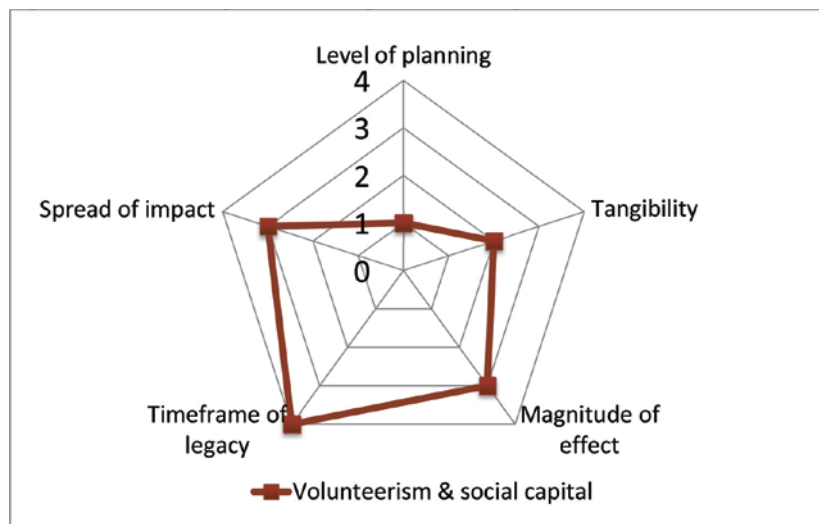 Level of planning
4
3
2
1
0
Spread of impact
Tangibility
Timeframe of
legacy
Magnitude of
effect
Volunteerism & social capital